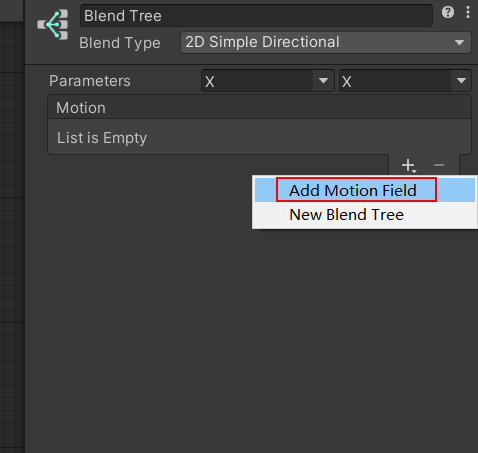 Blend Tree
Blend Type 2D Simple Directional
Parameters X X
Motion
List is Empty
Add Motion Field
New Blend Tree